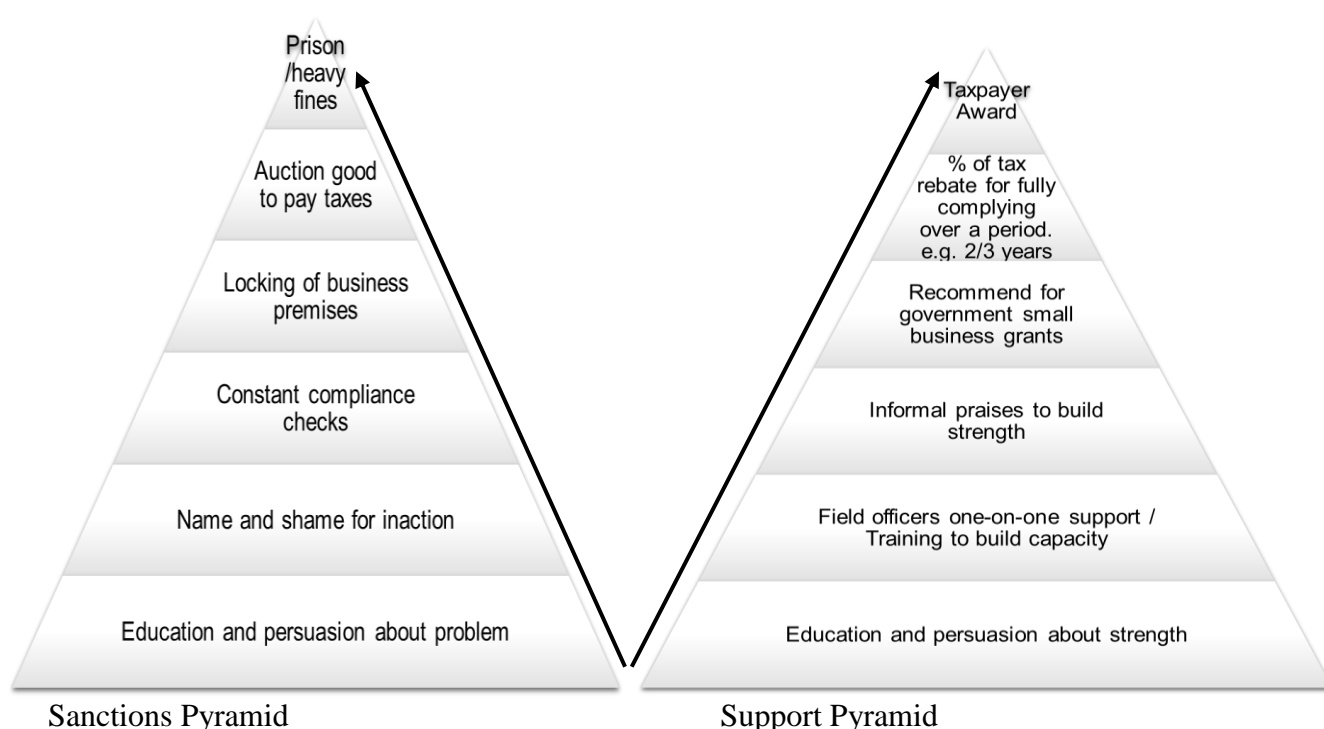 Prison
/heavy
fines
Auction good
to pay taxes
Locking of business
premises
Constant compliance
checks
Name and shame for inaction
Education and persuasion about problem
Sanctions Pyramid
Taxpayer
Award
% of tax
rebate for fully
complying
over a period.
e.g. 2/3 years
Recommend for
government small
business grants
Informal praises to build
strength
Field officers one-on-one support /
Training to build capacity
Education and persuasion about strength
Support Pyramid